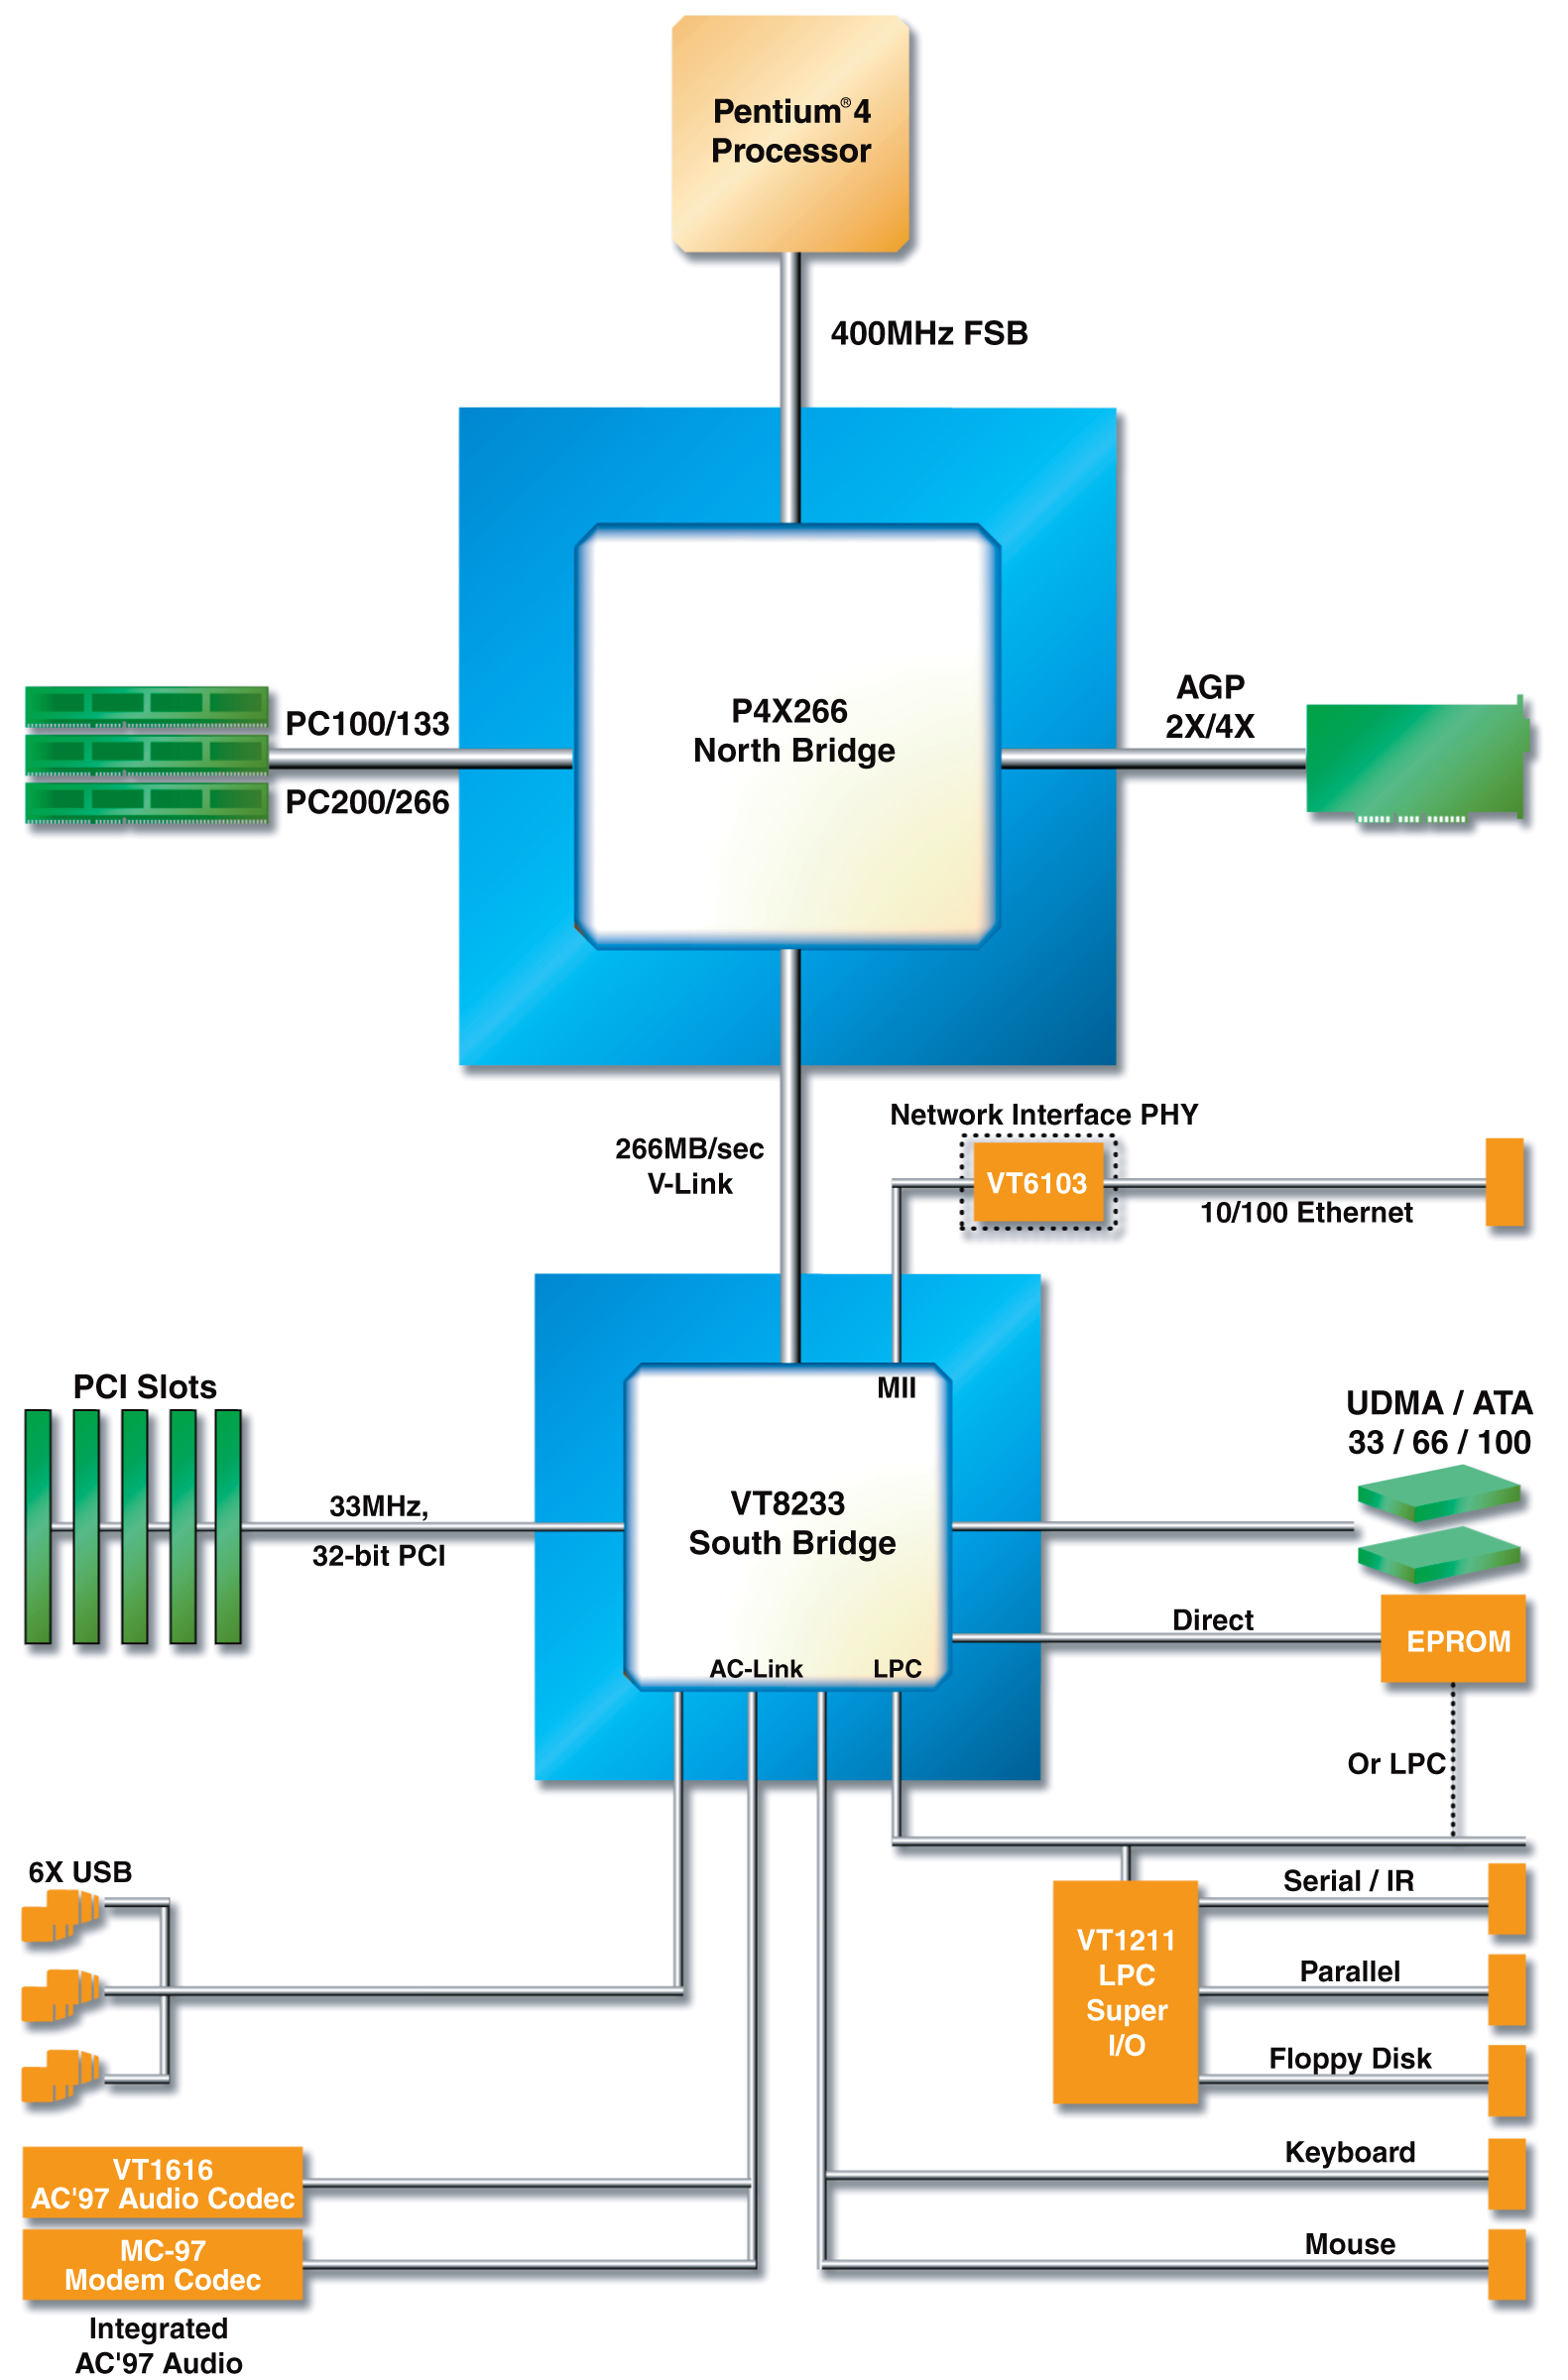 Pentium®4
Processor
400MHz FSB
P4X266
North Bridge
PC100/133
PC200/266
AGP
2X/4X
266MB/sec
V-Link
Network Interface PHY
VT6103
10/100 Ethernet
MII
PCI Slots
33MHz,
32-bit PCI
VT8233
South Bridge
UDMA / ATA
33 / 66 / 100
Direct
EPROM
AC-Link
LPC
Or LPC
6X USB
VT1211
LPC
Super
I/O
Serial / IR
Parallel
Floppy Disk
Keyboard
Mouse
VT1616
AC'97 Audio Codec
MC-97
Modem Codec
Integrated
AC'97 Audio